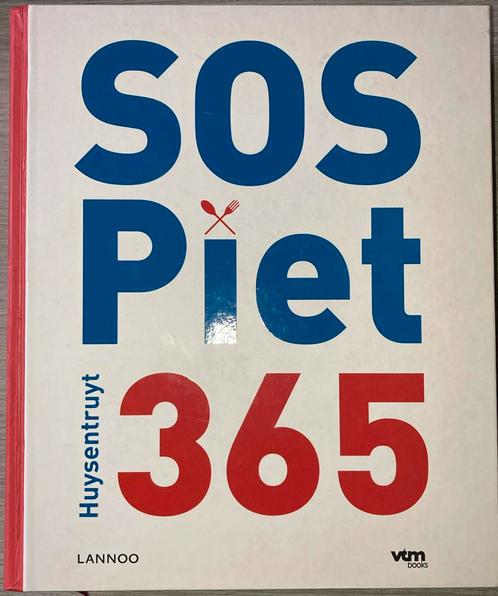 SOS
Piet
Huysentruyt
365
LANNOO
vtm
books